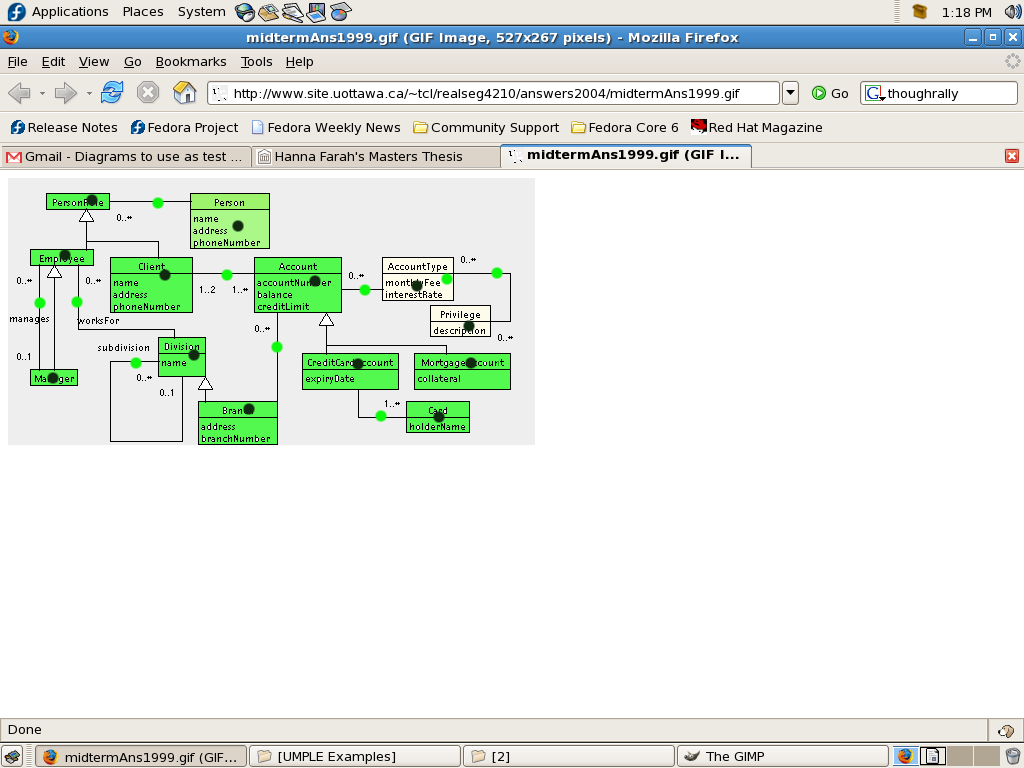 Applications Places System 1:18 PM
midtermAns1999.gif (GIF Image, 527x267 pixels) - Mozilla Firefox
File Edit View Go Bookmarks Tools Help
http://www.site.uottawa.ca/~tcl/realseg4210/answers2004/midtermAns1999.gif Go thoughrally
Release Notes Fedora Project Fedora Weekly News Community Support Fedora Core 6 Red Hat Magazine
Gmail - Diagrams to use as test ... Hanna Farah's Masters Thesis midtermAns1999.gif (GIF I...
PersonRole
0..*
Person
name
address
phoneNumber
Employee
0..*
0..*
manages
worksFor
0..1
Manager
Client
name
address
phoneNumber
1..2
1..*
Account
accountNumber
balance
creditLimit
0..*
0..*
AccountType
monthlyFee
interestRate
0..*
Privilege
description
0..*
subdivision
0..*
0..1
Division
name
Branch
address
branchNumber
CreditCardAccount
expiryDate
MortgageAccount
collateral
1..*
Card
holderName
Done
midtermAns1999.gif (GIF... [UMPLE Examples] [2] The GIMP